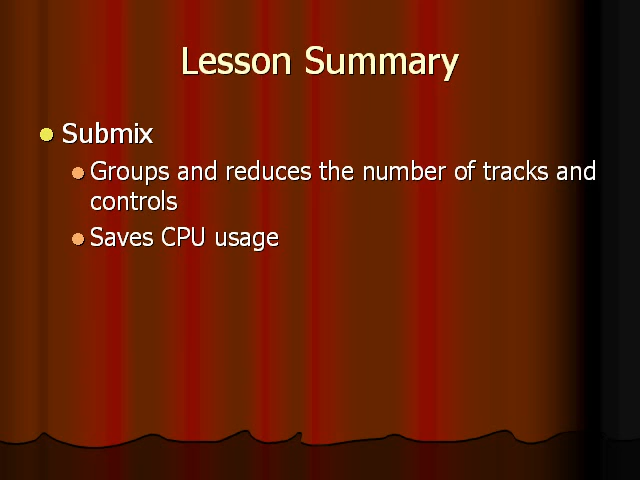 Lesson Summary
Submix
Groups and reduces the number of tracks and
controls
Saves CPU usage